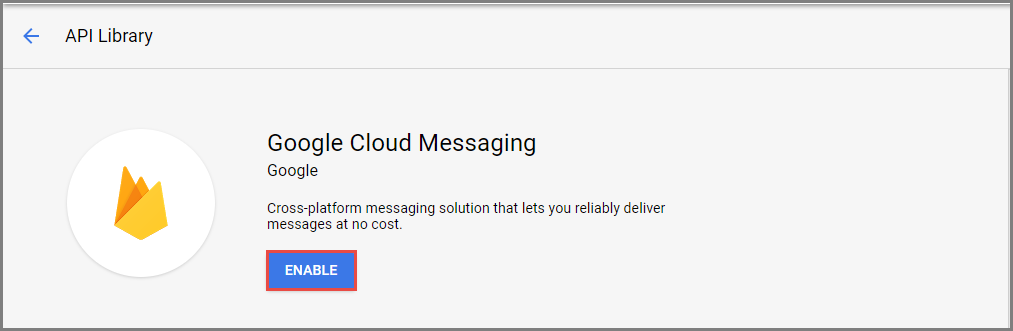 API Library
Google Cloud Messaging
Google
Cross-platform messaging solution that lets you reliably deliver
messages at no cost.
ENABLE